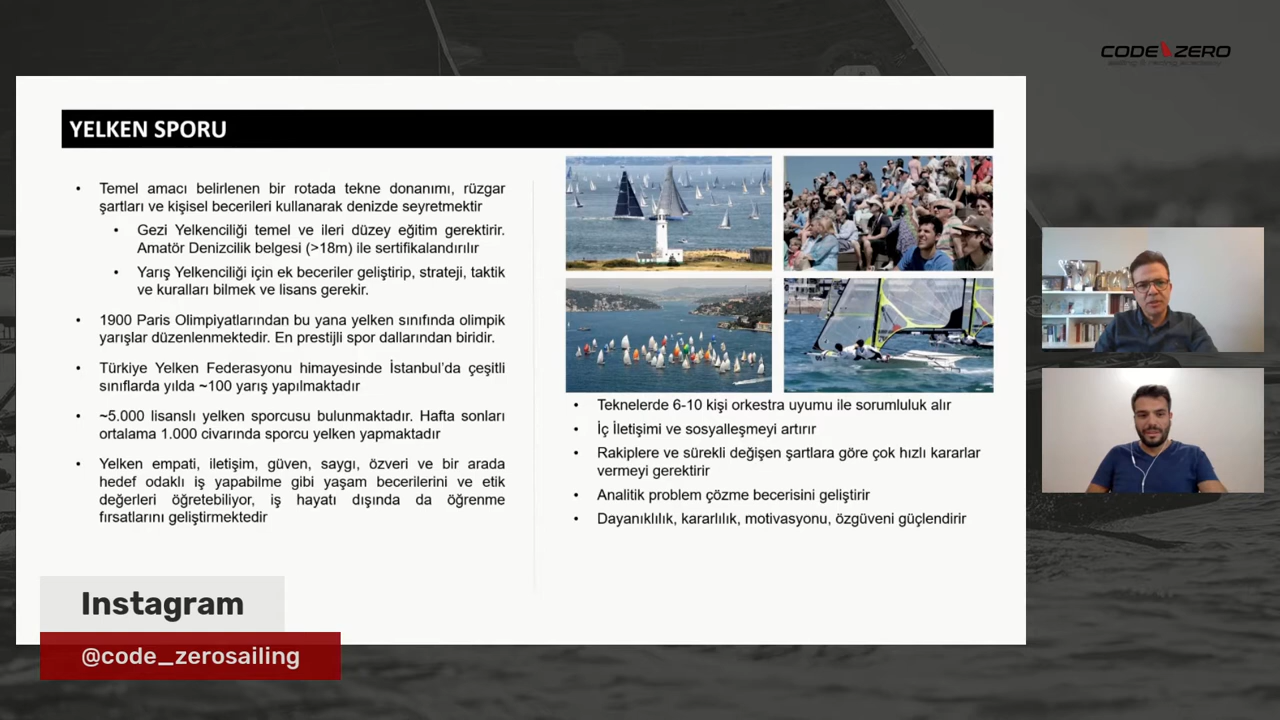 CODE ZERO
sailing & racing academy
YELKEN SPORU
• Temel amacı belirlenen bir rotada tekne donanımı, rüzgar
şartları ve kişisel becerileri kullanarak denizde seyretmektir
• Gezi Yelkenciliği temel ve ileri düzey eğitim gerektirir.
Amatör Denizcilik belgesi (>18m) ile sertifikalandırılır
• Yarış Yelkenciliği için ek beceriler geliştirip, strateji, taktik
ve kuralları bilmek ve lisans gerekir.
• 1900 Paris Olimpiyatlarından bu yana yelken sınıfında olimpik
yarışlar düzenlenmektedir. En prestijli spor dallarından biridir.
• Türkiye Yelken Federasyonu himayesinde İstanbul’da çeşitli
sınıflarda yılda ~100 yarış yapılmaktadır
• ~5.000 lisanslı yelken sporcusu bulunmaktadır. Hafta sonları
ortalama 1.000 civarında sporcu yelken yapmaktadır
• Yelken empati, iletişim, güven, saygı, özveri ve bir arada
hedef odaklı iş yapabilme gibi yaşam becerilerini ve etik
değerleri öğretebiliyor, iş hayatı dışında da öğrenme
fırsatlarını geliştirmektedir
• Teknelerde 6-10 kişi orkestra uyumu ile sorumluluk alır
• İç İletişimi ve sosyalleşmeyi artırır
• Rakiplere ve sürekli değişen şartlara göre çok hızlı kararlar
vermeyi gerektirir
• Analitik problem çözme becerisini geliştirir
• Dayanıklılık, kararlılık, motivasyonu, özgüveni güçlendirir
Instagram
@code_zerosailing